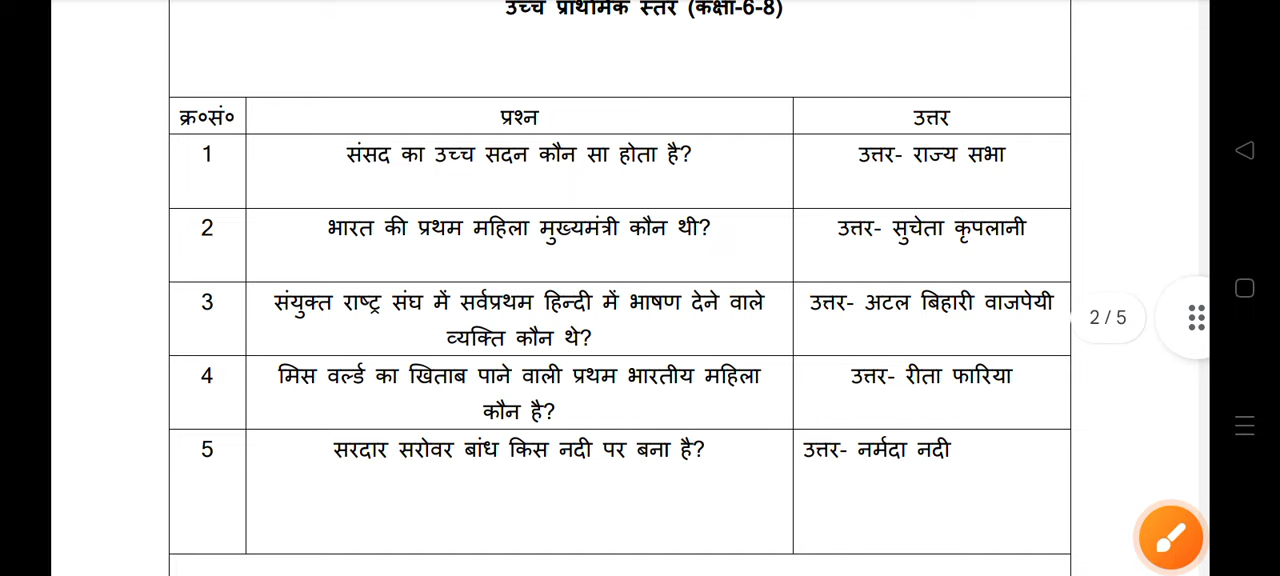 उच्च प्राथमिक स्तर (कक्षा-6-8)
क्र०सं० प्रश्न उत्तर
1 संसद का उच्च सदन कौन सा होता है? उत्तर- राज्य सभा
2 भारत की प्रथम महिला मुख्यमंत्री कौन थी? उत्तर- सुचेता कृपलानी
3 संयुक्त राष्ट्र संघ में सर्वप्रथम हिन्दी में भाषण देने वाले उत्तर- अटल बिहारी वाजपेयी
व्यक्ति कौन थे?
2 / 5
4 मिस वर्ल्ड का खिताब पाने वाली प्रथम भारतीय महिला उत्तर- रीता फारिया
कौन है?
5 सरदार सरोवर बांध किस नदी पर बना है? उत्तर- नर्मदा नदी